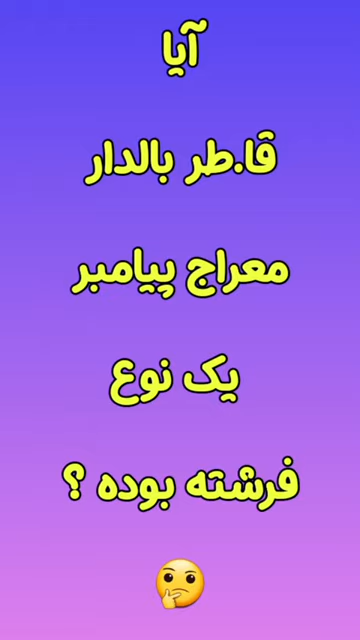 آیا
قا.طر بالدار
معراج پیامبر
یک نوع
فرشته بوده ؟
🤔